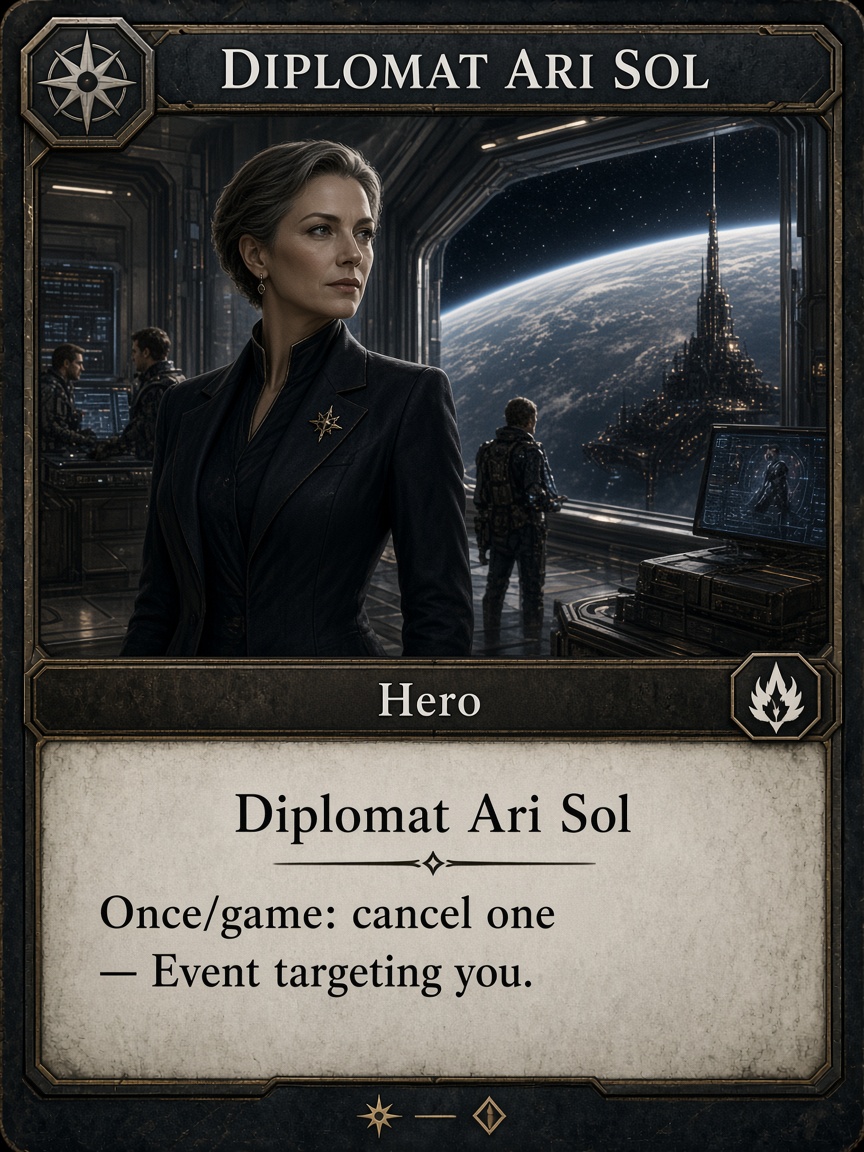 DIPLOMAT ARI SOL
Hero
Diplomat Ari Sol
Once/game: cancel one
— Event targeting you.